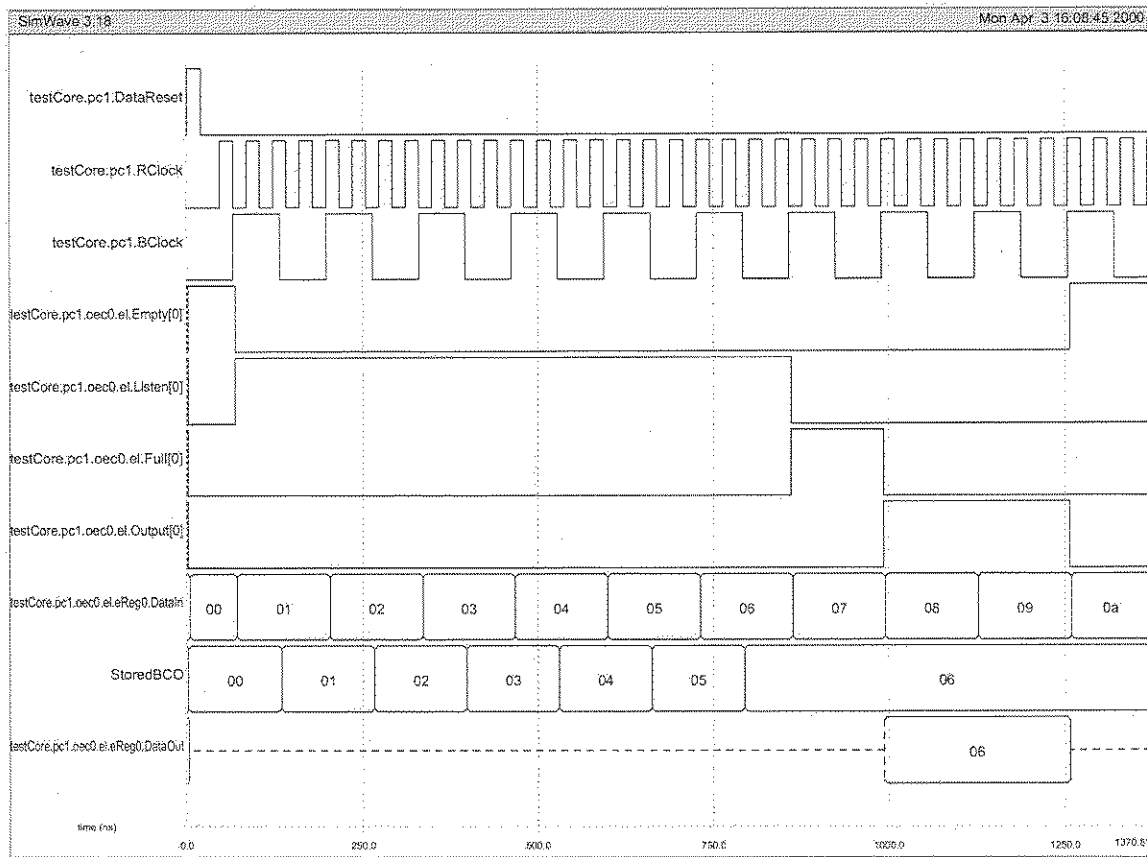 SimWave 3.18 Mon Apr 3 16:08:45 2000
testCore.pc1.DataReset
testCore.pc1.RClock
testCore.pc1.BClock
testCore.pc1.oec0.el.Empty[0]
testCore.pc1.oec0.el.Listen[0]
testCore.pc1.oec0.el.Full[0]
testCore.pc1.oec0.el.Output[0]
testCore.pc1.oec0.el.eReg0.DataIn 00 01 02 03 04 05 06 07 08 09 0a
StoredBCO 00 01 02 03 04 05 06
testCore.pc1.oec0.el.eReg0.DataOut 06
time (ns) 0.0 250.0 500.0 750.0 1000.0 1250.0